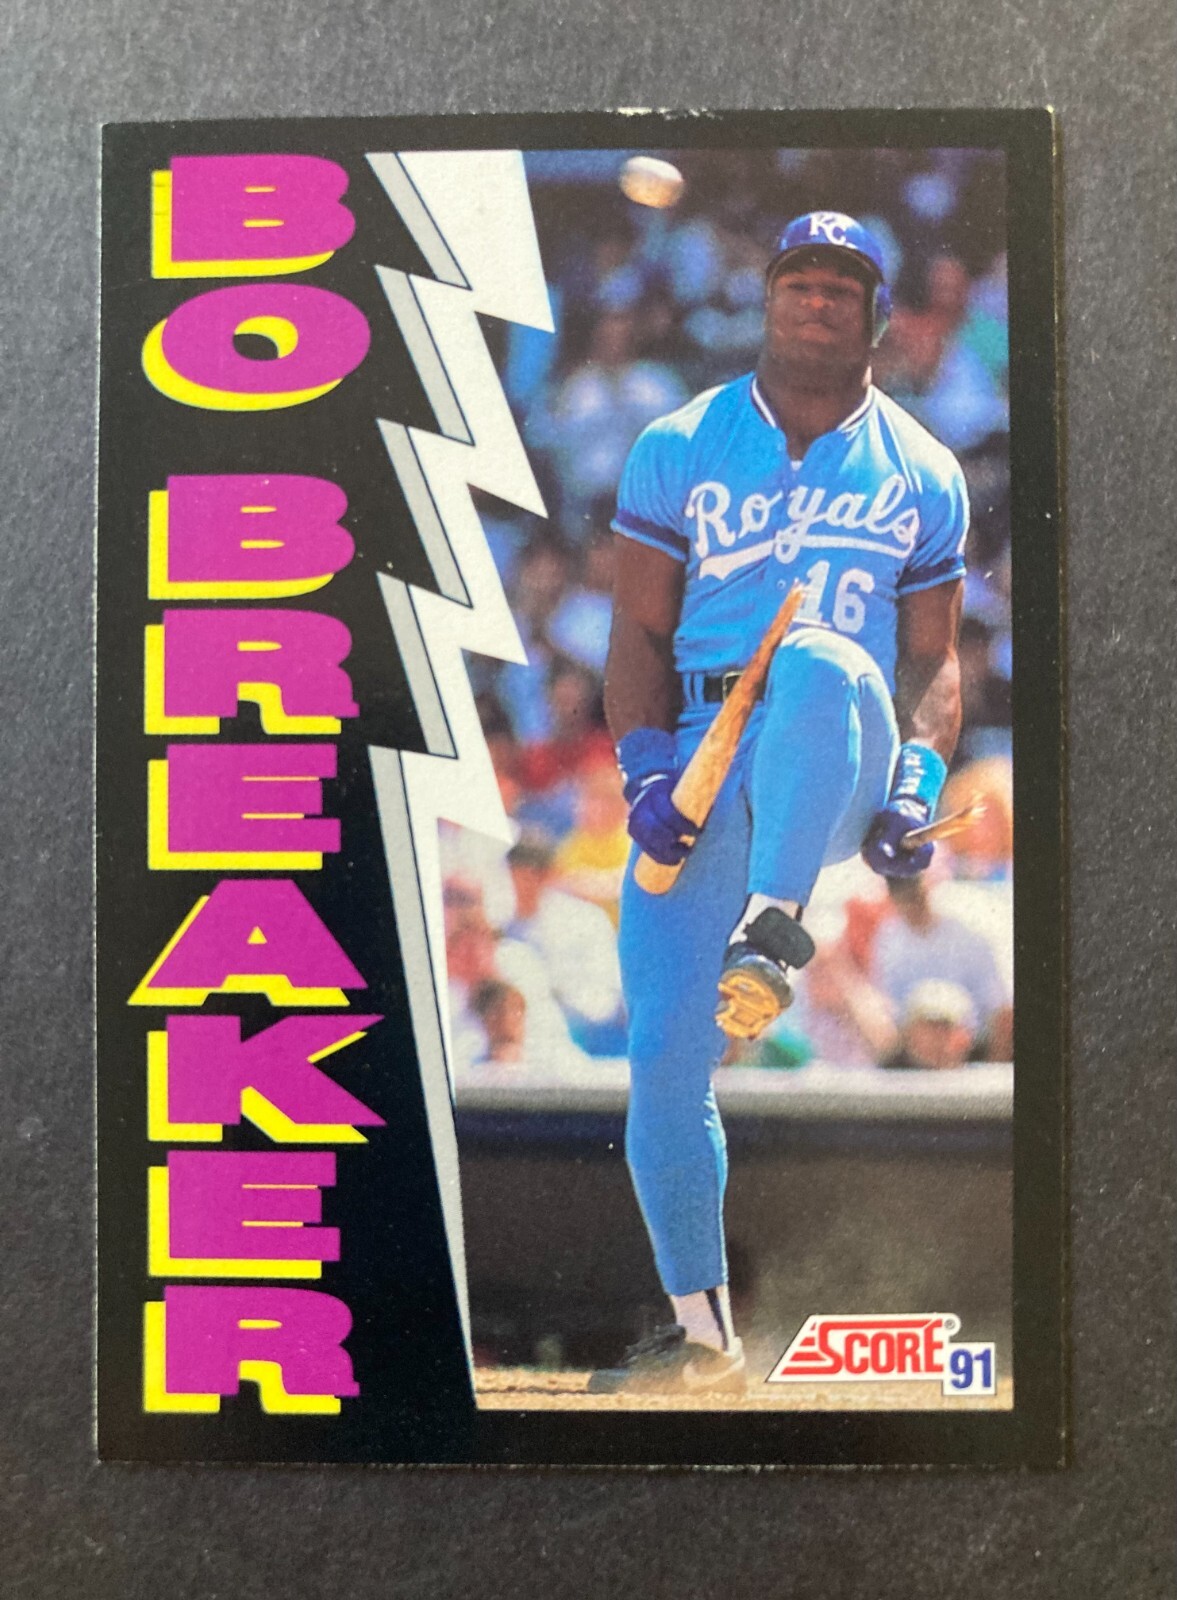 BO BREAKER
KC
Royals
16
SCORE®
91